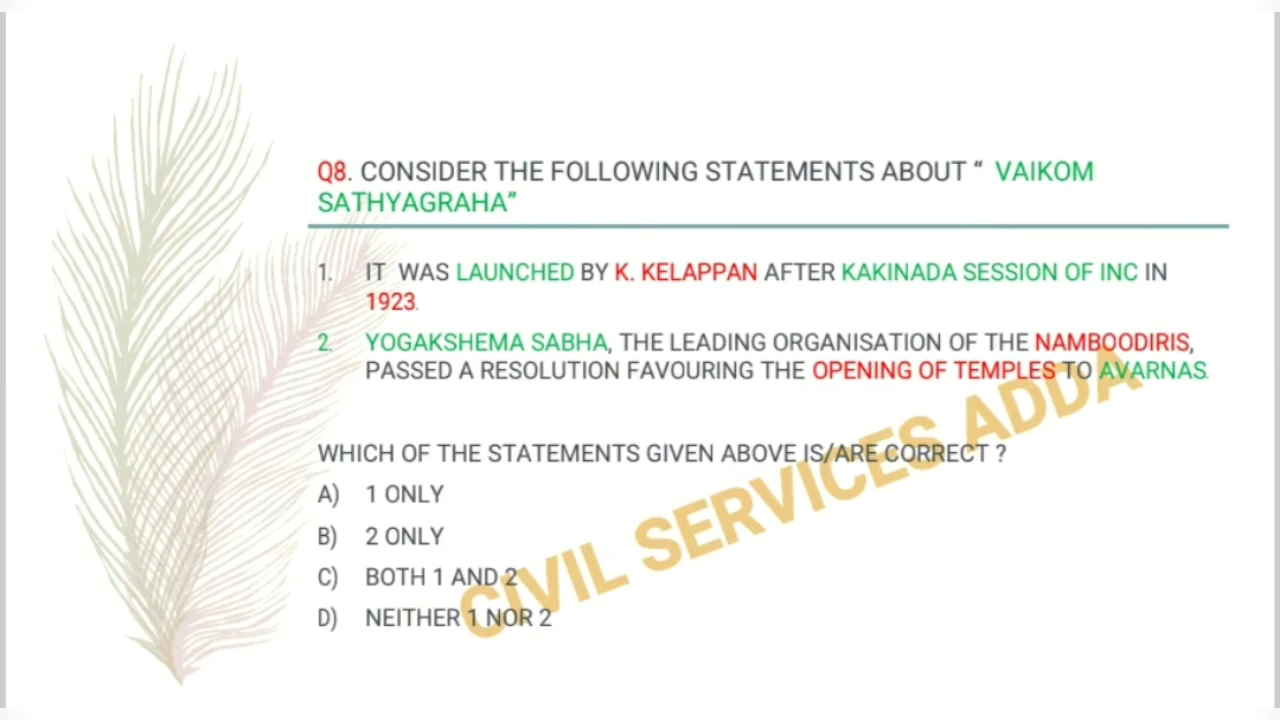 Q8. CONSIDER THE FOLLOWING STATEMENTS ABOUT “ VAIKOM
SATHYAGRAHA”
1. IT WAS LAUNCHED BY K. KELAPPAN AFTER KAKINADA SESSION OF INC IN
1923.
2. YOGAKSHEMA SABHA, THE LEADING ORGANISATION OF THE NAMBOODIRIS,
PASSED A RESOLUTION FAVOURING THE OPENING OF TEMPLES TO AVARNAS.
WHICH OF THE STATEMENTS GIVEN ABOVE IS/ARE CORRECT ?
A) 1 ONLY
B) 2 ONLY
C) BOTH 1 AND 2
D) NEITHER 1 NOR 2
CIVIL SERVICES ADDA